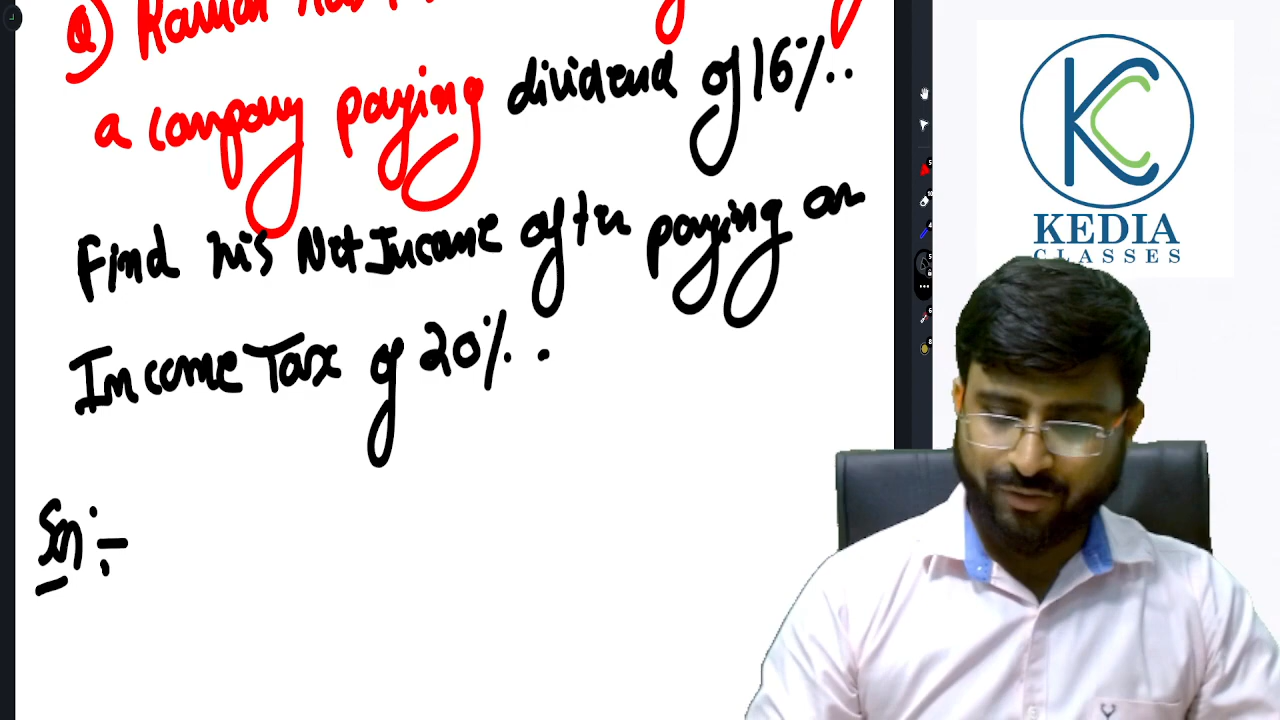 Q)
a company paying dividend of 16%.
Find his Net Income after paying an
Income Tax of 20%.
Sol:-
KC
KEDIA
CLASSES